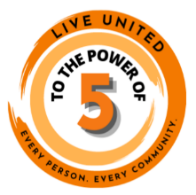 LIVE UNITED
TO THE POWER OF
5
EVERY PERSON. EVERY COMMUNITY.